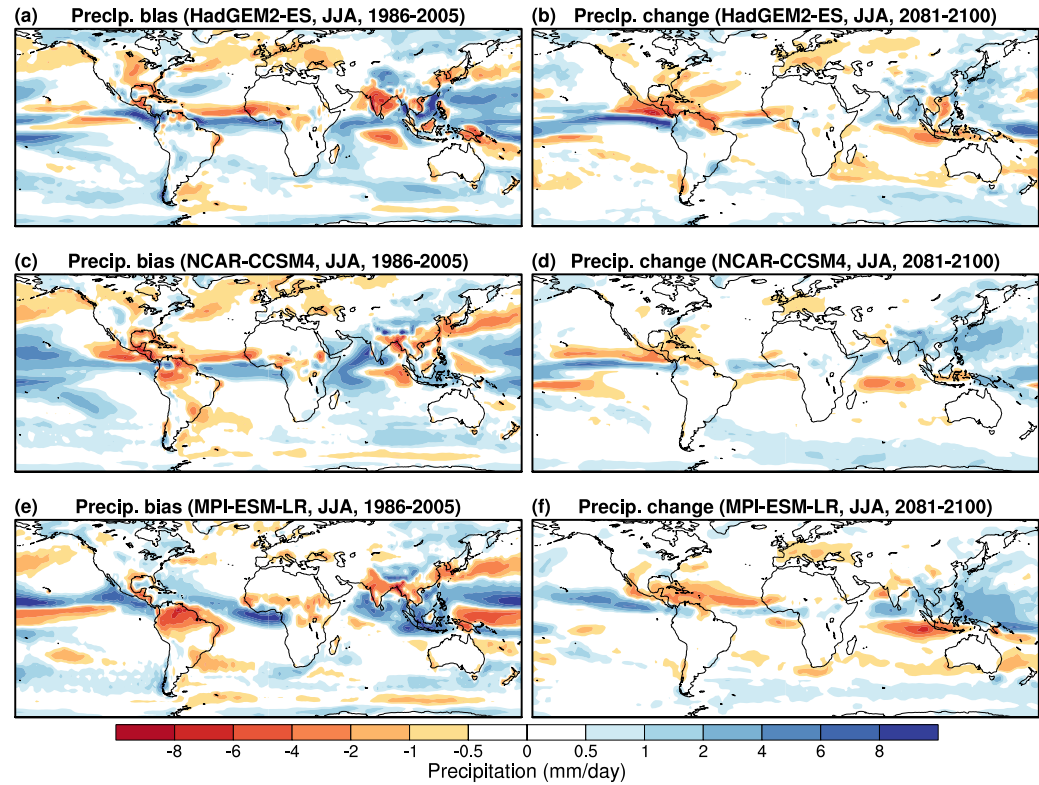 (a) Precip. bias (HadGEM2-ES, JJA, 1986-2005)
(b) Precip. change (HadGEM2-ES, JJA, 2081-2100)
(c) Precip. bias (NCAR-CCSM4, JJA, 1986-2005)
(d) Precip. change (NCAR-CCSM4, JJA, 2081-2100)
(e) Precip. bias (MPI-ESM-LR, JJA, 1986-2005)
(f) Precip. change (MPI-ESM-LR, JJA, 2081-2100)
-8 -6 -4 -2 -1 -0.5 0 0.5 1 2 4 6 8
Precipitation (mm/day)